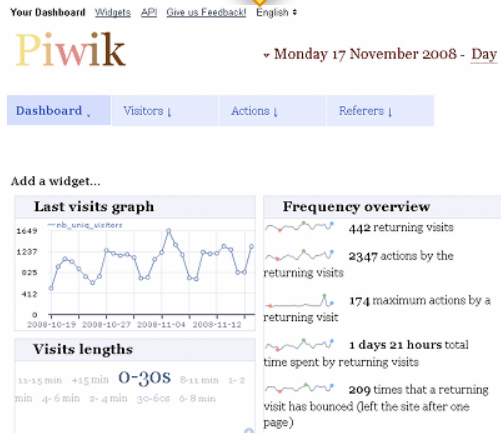 Your Dashboard Widgets API Give us Feedback! English
Piwik
Monday 17 November 2008 - Day
Dashboard Visitors Actions Referers
Add a widget...
Last visits graph
nb_uniq_visitors
1649
1237
825
412
0
2008-10-19 2008-10-27 2008-11-04 2008-11-12
Visits lengths
11-15 min +15 min 0-30s 8-11 min 1-2
min 4-6 min 2-4 min 30-60s 6-8 min
Frequency overview
442 returning visits
2347 actions by the
returning visits
174 maximum actions by a
returning visit
1 days 21 hours total
time spent by returning visits
209 times that a returning
visit has bounced (left the site after one
page)